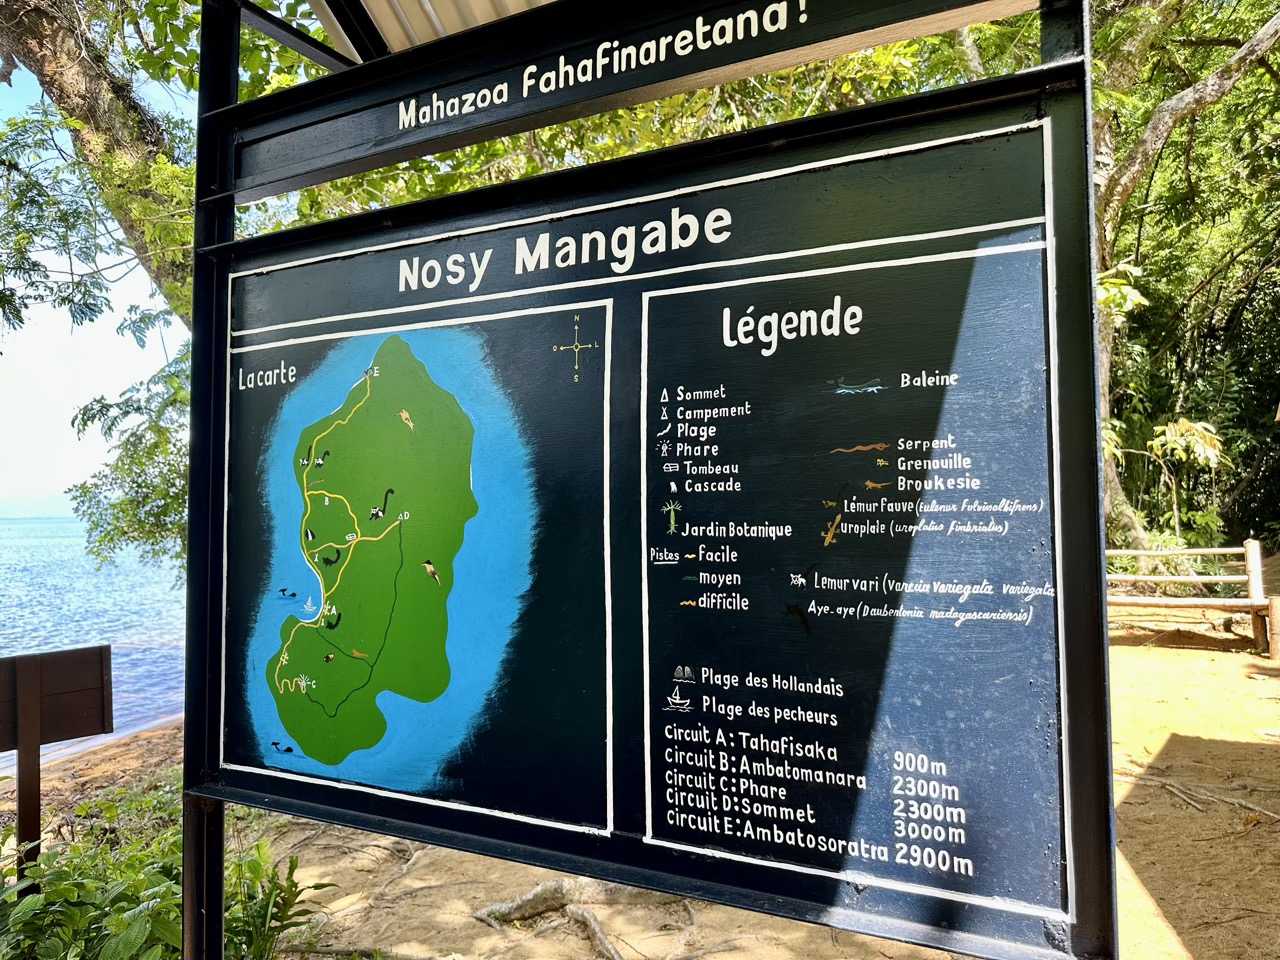 Mahazoa Fahafinaretana!
Nosy Mangabe
La carte
N
O L
S
E
B
D
A
C
Légende
Sommet
Campement
Plage
Phare
Tombeau
Cascade
Jardin Botanique
Pistes facile
moyen
difficile
Baleine
Serpent
Grenouille
Broukesie
Lémur Fauve (Eulemur Fulvusalbifrons)
uroplate (uroplatus fimbriatus)
Lemur vari (varecia variegata variegata
Aye-aye (Daubentonia madagascariensis)
Plage des Hollandais
Plage des pecheurs
Circuit A: Tahafisaka 900m
Circuit B: Ambatomanara 2300m
Circuit C: Phare 2300m
Circuit D: Sommet 3000m
Circuit E: Ambatosoratra 2900m